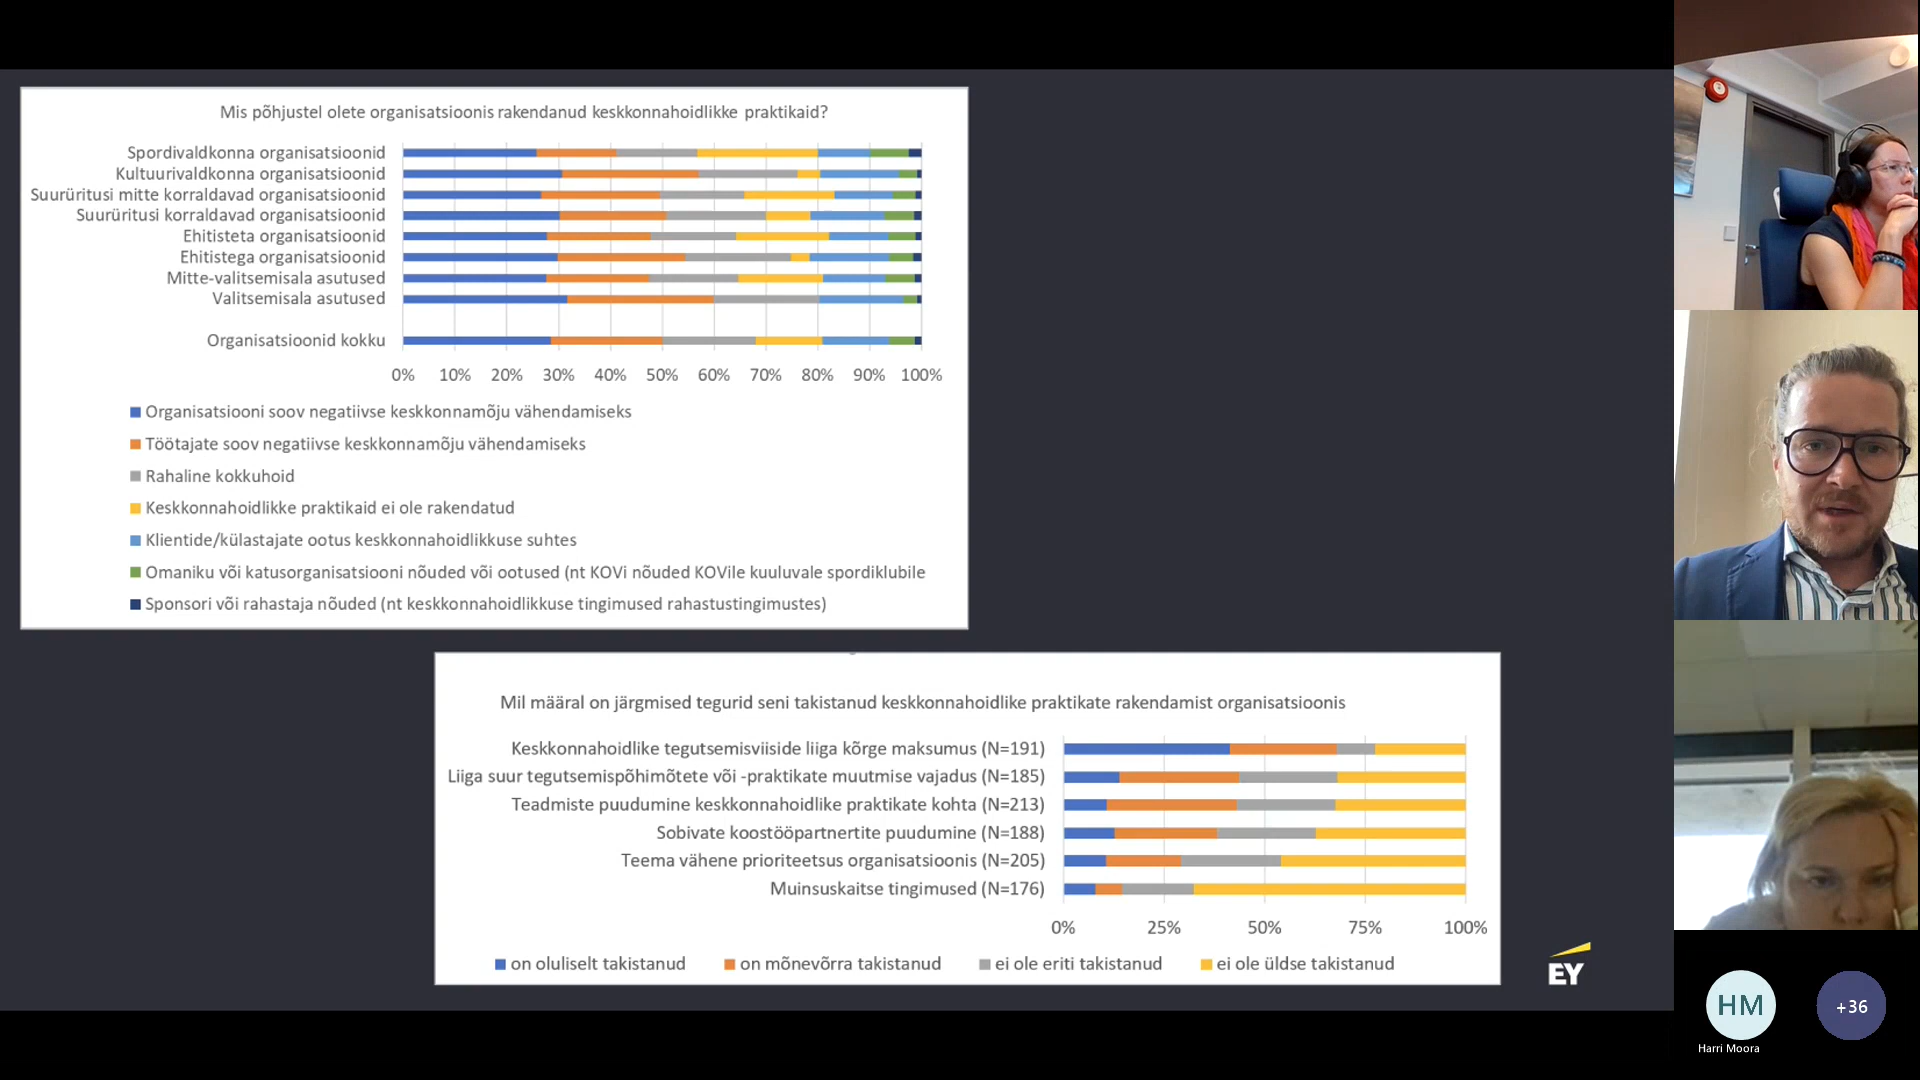 Mis põhjustel olete organisatsioonis rakendanud keskkonnahoidlikke praktikaid?
Spordivaldkonna organisatsioonid
Kultuurivaldkonna organisatsioonid
Suurüritusi mitte korraldavad organisatsioonid
Suurüritusi korraldavad organisatsioonid
Ehitisteta organisatsioonid
Ehitistega organisatsioonid
Mitte-valitsemisala asutused
Valitsemisala asutused
Organisatsioonid kokku
0% 10% 20% 30% 40% 50% 60% 70% 80% 90% 100%
Organisatsiooni soov negatiivse keskkonnamõju vähendamiseks
Töötajate soov negatiivse keskkonnamõju vähendamiseks
Rahaline kokkuhoid
Keskkonnahoidlikke praktikaid ei ole rakendatud
Klientide/külastajate ootus keskkonnahoidlikkuse suhtes
Omaniku või katusorganisatsiooni nõuded või ootused (nt KOVi nõuded KOVile kuuluvale spordiklubile
Sponsori või rahastaja nõuded (nt keskkonnahoidlikkuse tingimused rahastustingimustes)
Mil määral on järgmised tegurid seni takistanud keskkonnahoidlike praktikate rakendamist organisatsioonis
Keskkonnahoidlike tegutsemisviiside liiga kõrge maksumus (N=191)
Liiga suur tegutsemispõhimõtete või -praktikate muutmise vajadus (N=185)
Teadmiste puudumine keskkonnahoidlike praktikate kohta (N=213)
Sobivate koostööpartnertite puudumine (N=188)
Teema vähene prioriteetsus organisatsioonis (N=205)
Muinsuskaitse tingimused (N=176)
0% 25% 50% 75% 100%
on oluliselt takistanud on mõnevõrra takistanud ei ole eriti takistanud ei ole üldse takistanud
EY
HM
+36
Harri Moora